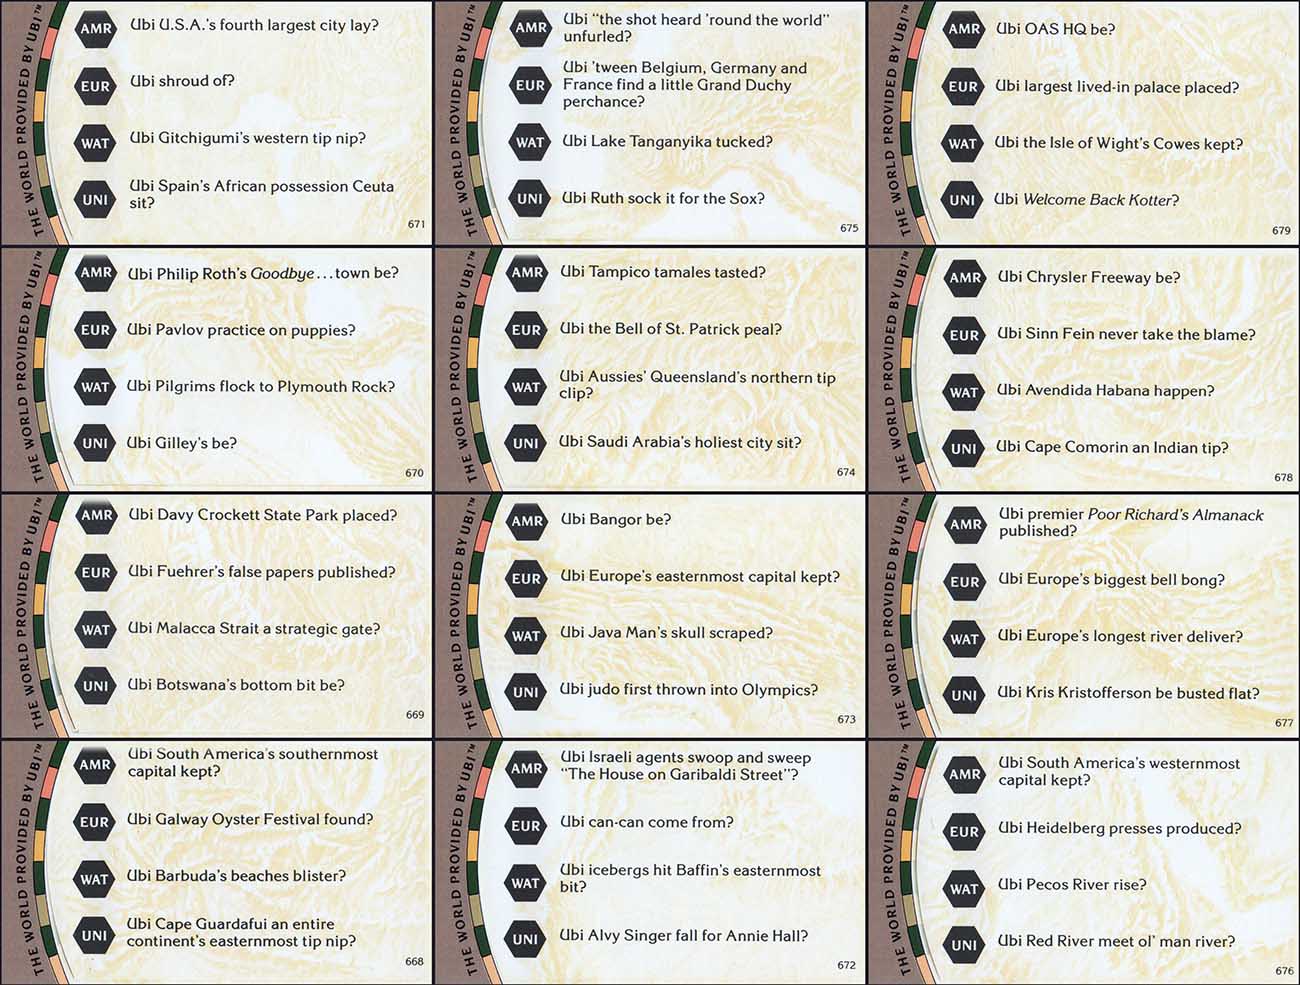 THE WORLD PROVIDED BY UBI™
AMR Ubi U.S.A.'s fourth largest city lay?
EUR Ubi shroud of?
WAT Ubi Gitchigumi's western tip nip?
UNI Ubi Spain's African possession Ceuta
sit?
671
THE WORLD PROVIDED BY UBI™
AMR Ubi "the shot heard 'round the world"
unfurled?
EUR Ubi 'tween Belgium, Germany and
France find a little Grand Duchy
perchance?
WAT Ubi Lake Tanganyika tucked?
UNI Ubi Ruth sock it for the Sox?
675
THE WORLD PROVIDED BY UBI™
AMR Ubi OAS HQ be?
EUR Ubi largest lived-in palace placed?
WAT Ubi the Isle of Wight's Cowes kept?
UNI Ubi Welcome Back Kotter?
679
THE WORLD PROVIDED BY UBI™
AMR Ubi Philip Roth's Goodbye...town be?
EUR Ubi Pavlov practice on puppies?
WAT Ubi Pilgrims flock to Plymouth Rock?
UNI Ubi Gilley's be?
670
THE WORLD PROVIDED BY UBI™
AMR Ubi Tampico tamales tasted?
EUR Ubi the Bell of St. Patrick peal?
WAT Ubi Aussies' Queensland's northern tip
clip?
UNI Ubi Saudi Arabia's holiest city sit?
674
THE WORLD PROVIDED BY UBI™
AMR Ubi Chrysler Freeway be?
EUR Ubi Sinn Fein never take the blame?
WAT Ubi Avendida Habana happen?
UNI Ubi Cape Comorin an Indian tip?
678
THE WORLD PROVIDED BY UBI™
AMR Ubi Davy Crockett State Park placed?
EUR Ubi Fuehrer's false papers published?
WAT Ubi Malacca Strait a strategic gate?
UNI Ubi Botswana's bottom bit be?
669
THE WORLD PROVIDED BY UBI™
AMR Ubi Bangor be?
EUR Ubi Europe's easternmost capital kept?
WAT Ubi Java Man's skull scraped?
UNI Ubi judo first thrown into Olympics?
673
THE WORLD PROVIDED BY UBI™
AMR Ubi premier Poor Richard's Almanack
published?
EUR Ubi Europe's biggest bell bong?
WAT Ubi Europe's longest river deliver?
UNI Ubi Kris Kristofferson be busted flat?
677
THE WORLD PROVIDED BY UBI™
AMR Ubi South America's southernmost
capital kept?
EUR Ubi Galway Oyster Festival found?
WAT Ubi Barbuda's beaches blister?
UNI Ubi Cape Guardafui an entire
continent's easternmost tip nip?
668
THE WORLD PROVIDED BY UBI™
AMR Ubi Israeli agents swoop and sweep
"The House on Garibaldi Street"?
EUR Ubi can-can come from?
WAT Ubi icebergs hit Baffin's easternmost
bit?
UNI Ubi Alvy Singer fall for Annie Hall?
672
THE WORLD PROVIDED BY UBI™
AMR Ubi South America's westernmost
capital kept?
EUR Ubi Heidelberg presses produced?
WAT Ubi Pecos River rise?
UNI Ubi Red River meet ol' man river?
676